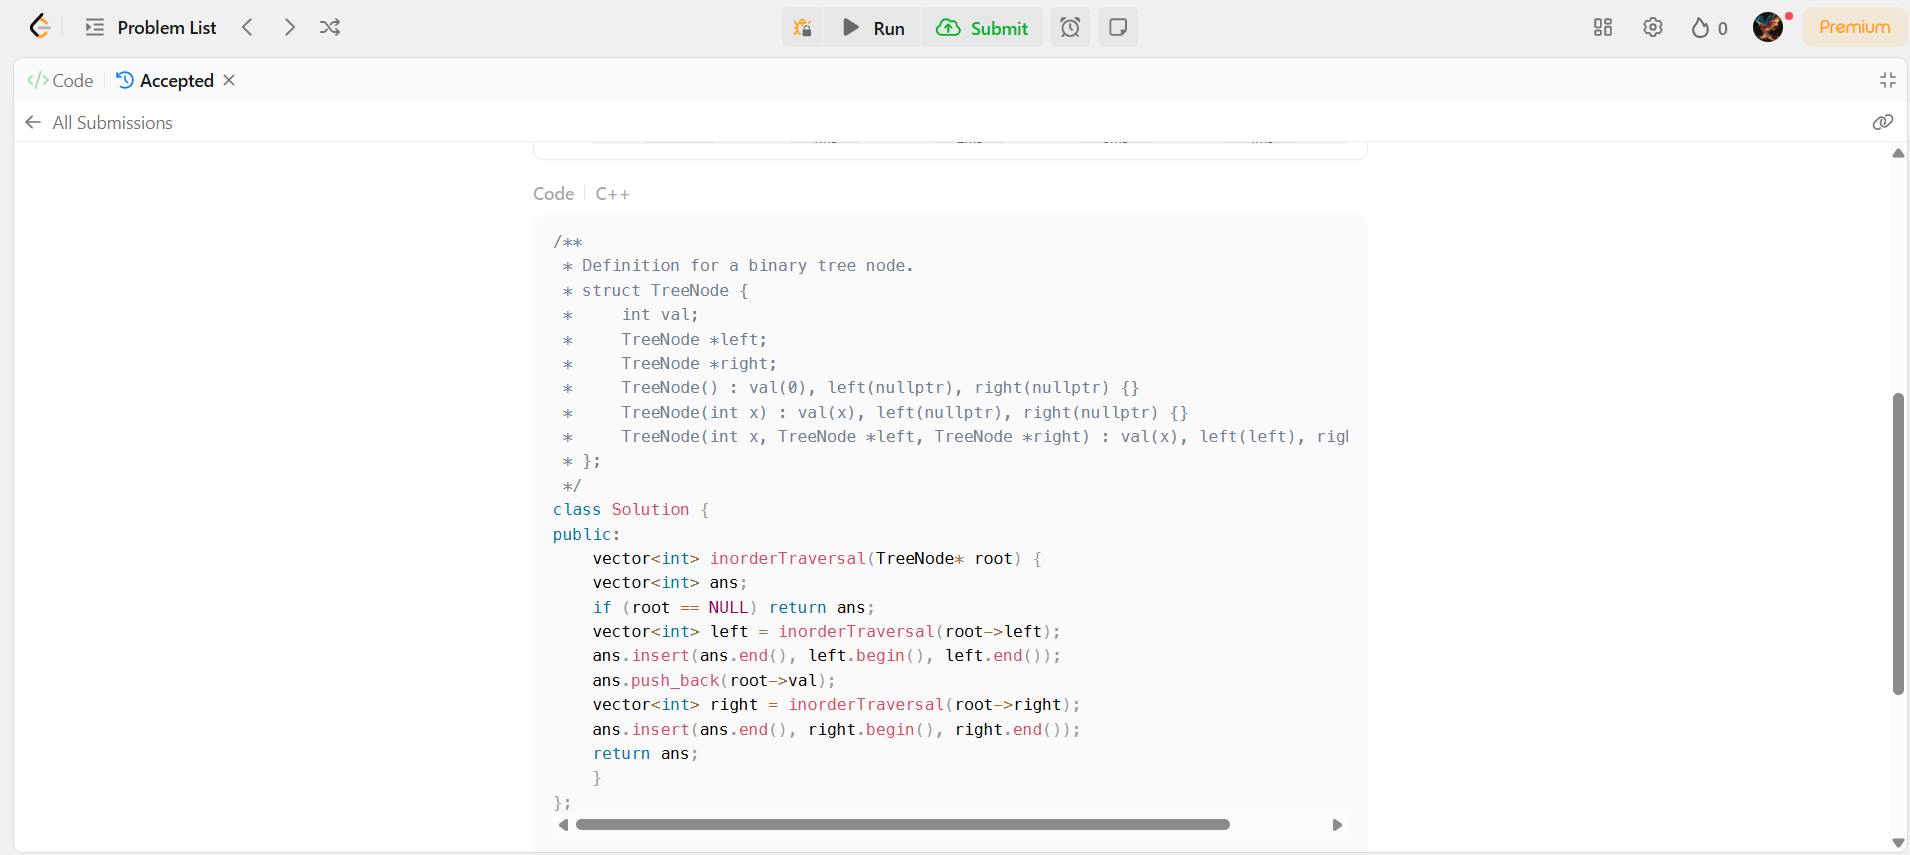 Problem List
Run
Submit
0
Premium
</> Code
Accepted
All Submissions
Code
C++
/**
 * Definition for a binary tree node.
 * struct TreeNode {
 *     int val;
 *     TreeNode *left;
 *     TreeNode *right;
 *     TreeNode() : val(0), left(nullptr), right(nullptr) {}
 *     TreeNode(int x) : val(x), left(nullptr), right(nullptr) {}
 *     TreeNode(int x, TreeNode *left, TreeNode *right) : val(x), left(left),
 * };
 */
class Solution {
public:
    vector<int> inorderTraversal(TreeNode* root) {
    vector<int> ans;
    if (root == NULL) return ans;
    vector<int> left = inorderTraversal(root->left);
    ans.insert(ans.end(), left.begin(), left.end());
    ans.push_back(root->val);
    vector<int> right = inorderTraversal(root->right);
    ans.insert(ans.end(), right.begin(), right.end());
    return ans;
    }
};